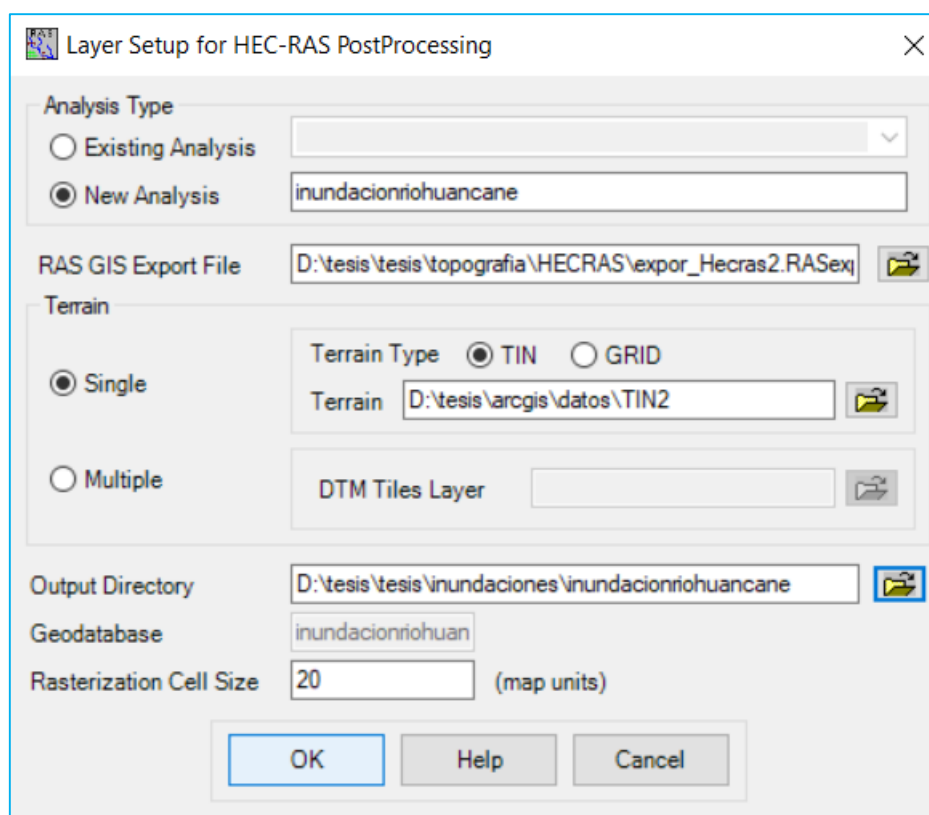 Layer Setup for HEC-RAS PostProcessing
Analysis Type
Existing Analysis
New Analysis inundacionriohuancane
RAS GIS Export File D:\tesis\tesis\topografia\HECRAS\expor_Hecras2.RASexp
Terrain
Terrain Type TIN GRID
Single
Terrain D:\tesis\arcgis\datos\TIN2
Multiple DTM Tiles Layer
Output Directory D:\tesis\tesis\inundaciones\inundacionriohuancane
Geodatabase inundacionriohuan
Rasterization Cell Size 20 (map units)
OK Help Cancel